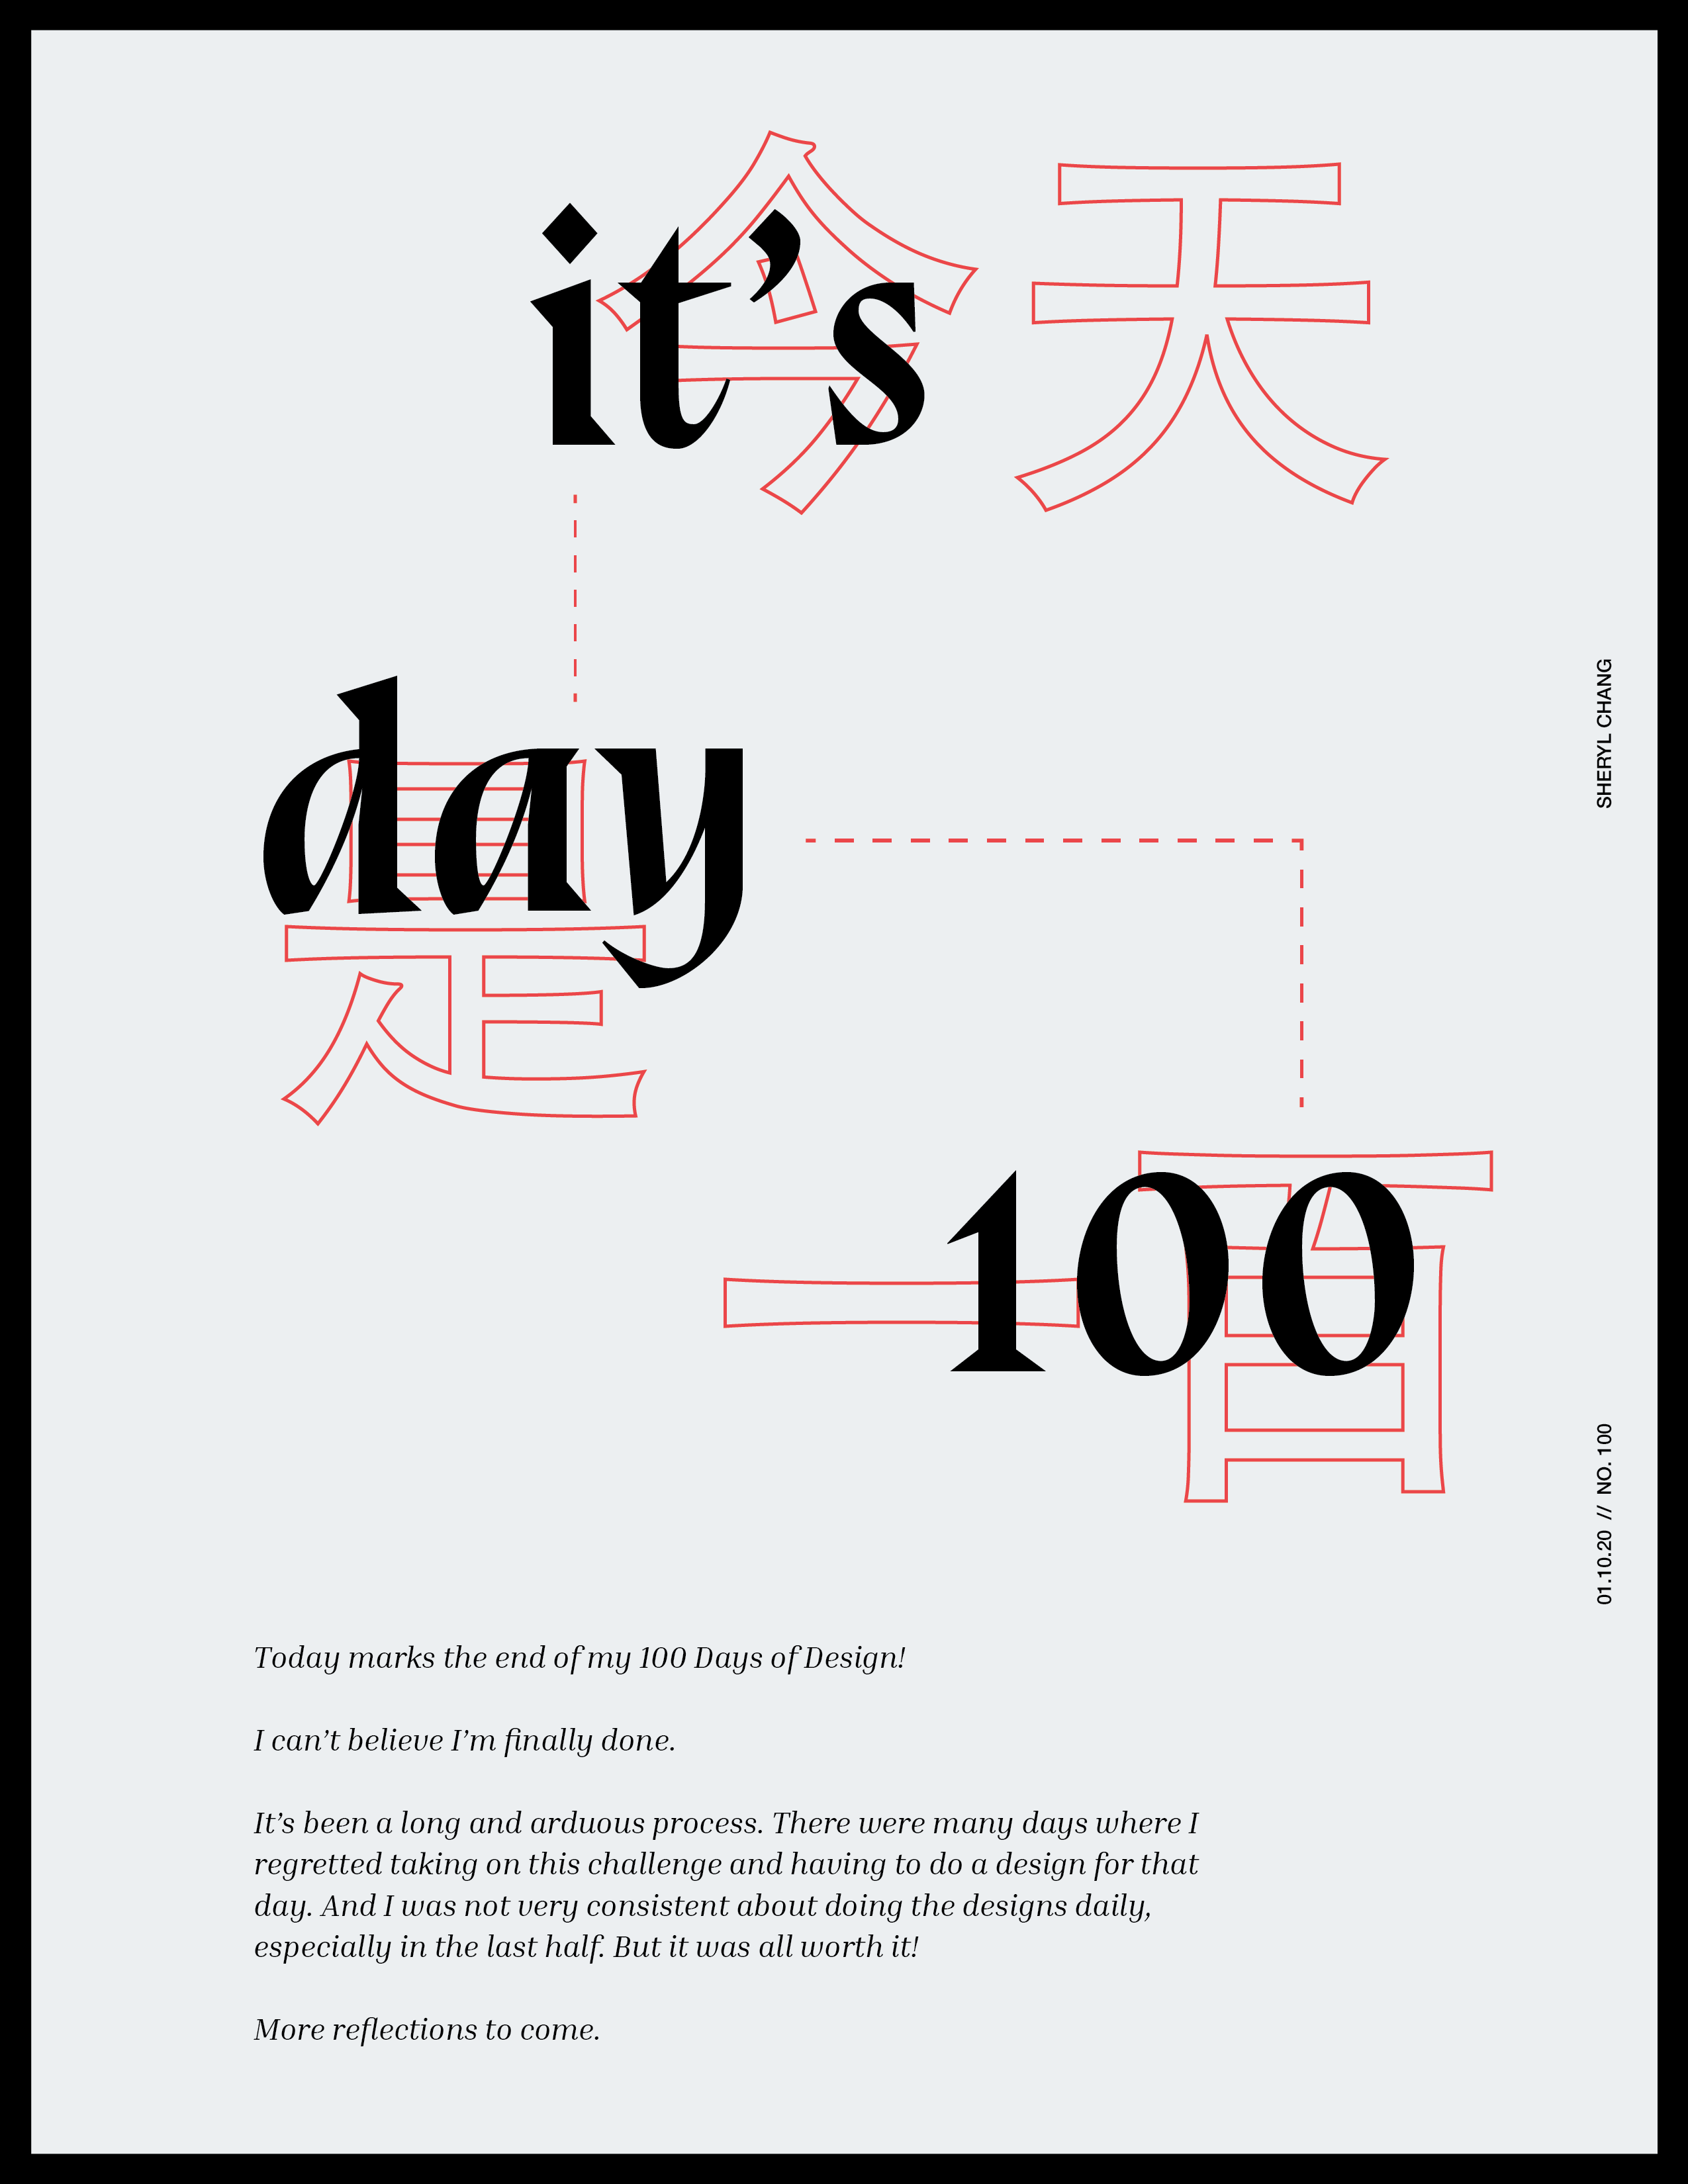 it’s
今天
day
是
100
一百
SHERYL CHANG
01.10.20 // NO. 100
Today marks the end of my 100 Days of Design!
I can’t believe I’m finally done.
It’s been a long and arduous process. There were many days where I
regretted taking on this challenge and having to do a design for that
day. And I was not very consistent about doing the designs daily,
especially in the last half. But it was all worth it!
More reflections to come.